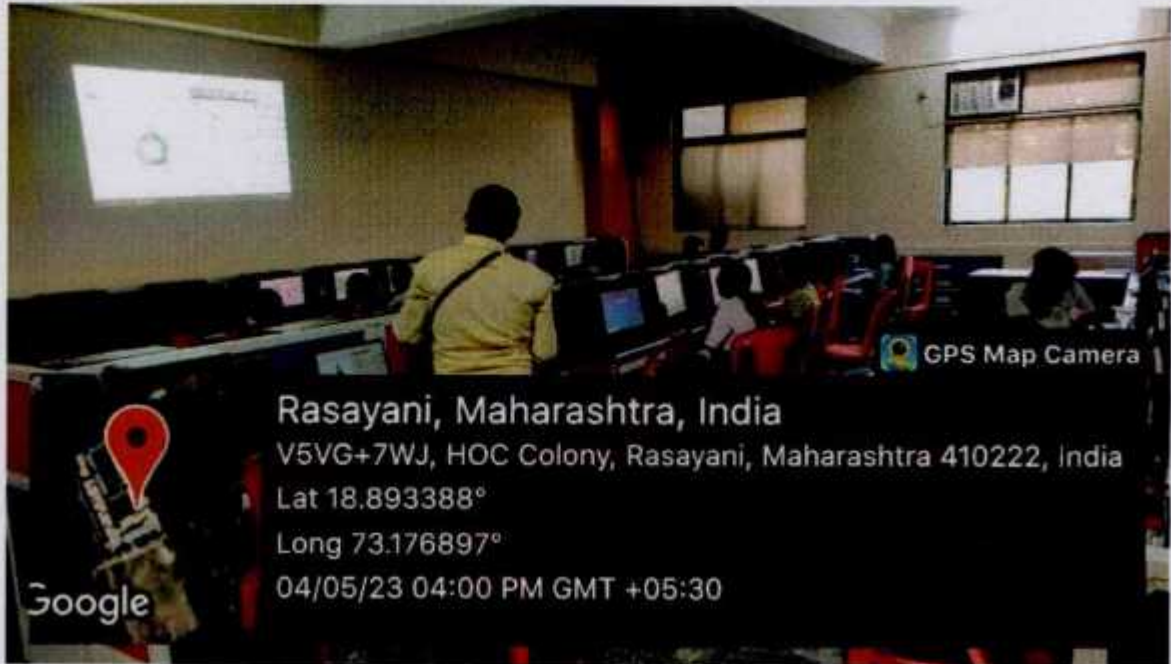 GPS Map Camera
Rasayani, Maharashtra, India
V5VG+7WJ, HOC Colony, Rasayani, Maharashtra 410222, India
Lat 18.893388°
Long 73.176897°
04/05/23 04:00 PM GMT +05:30
Google